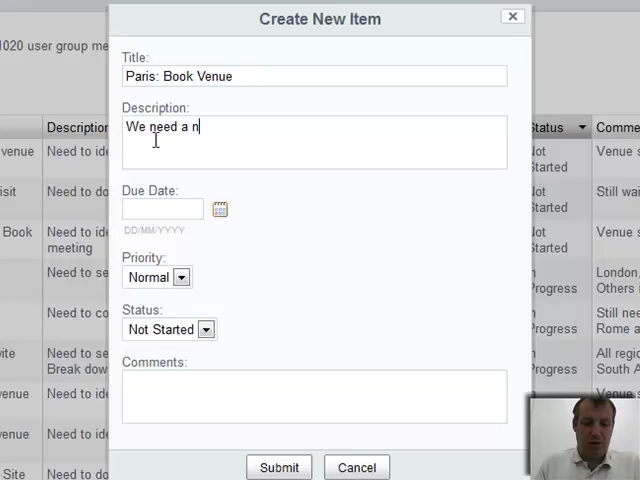 Create New Item
1020 user group me
Title:
Paris: Book Venue
Description:
We need a n
Due Date:
DD/MM/YYYY
Priority:
Normal
Status:
Not Started
Comments:
Submit
Cancel
Description
Status
Comme
venue
Need to ide
Not
Started
Venue s
isit
Need to do
Not
Started
Still wai
Book
Need to ide
meeting
Not
Started
Venue s
Need to se
Progress
London,
Others i
Need to co
Progress
Still nee
Rome a
vite
Need to se
Break dow
Progress
All regi
South A
venue
Need to ide
Venue s
venue
Need to ide
Site
Need to do